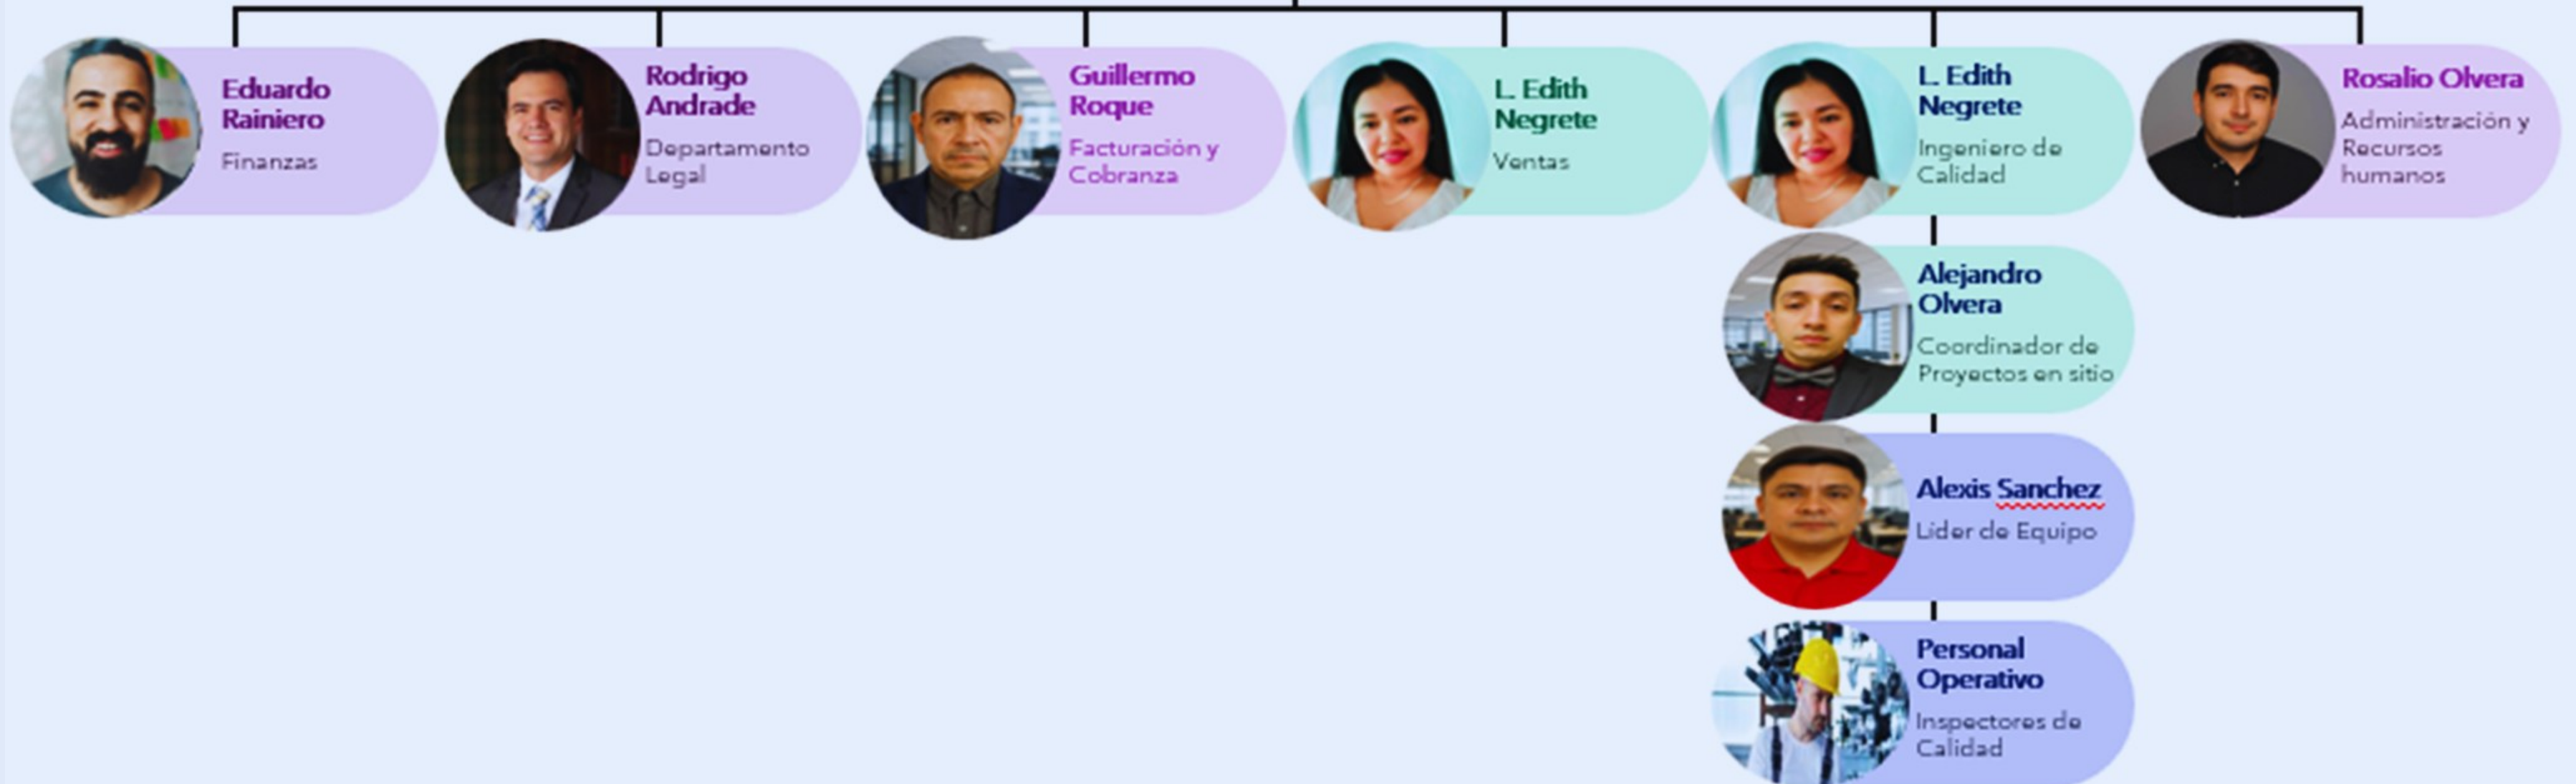 Eduardo
Rainiero
Finanzas
Rodrigo
Andrade
Departamento
Legal
Guillermo
Roque
Facturación y
Cobranza
L. Edith
Negrete
Ventas
L. Edith
Negrete
Ingeniero de
Calidad
Rosalio Olvera
Administración y
Recursos
humanos
Alejandro
Olvera
Coordinador de
Proyectos en sitio
Alexis Sanchez
Líder de Equipo
Personal
Operativo
Inspectores de
Calidad